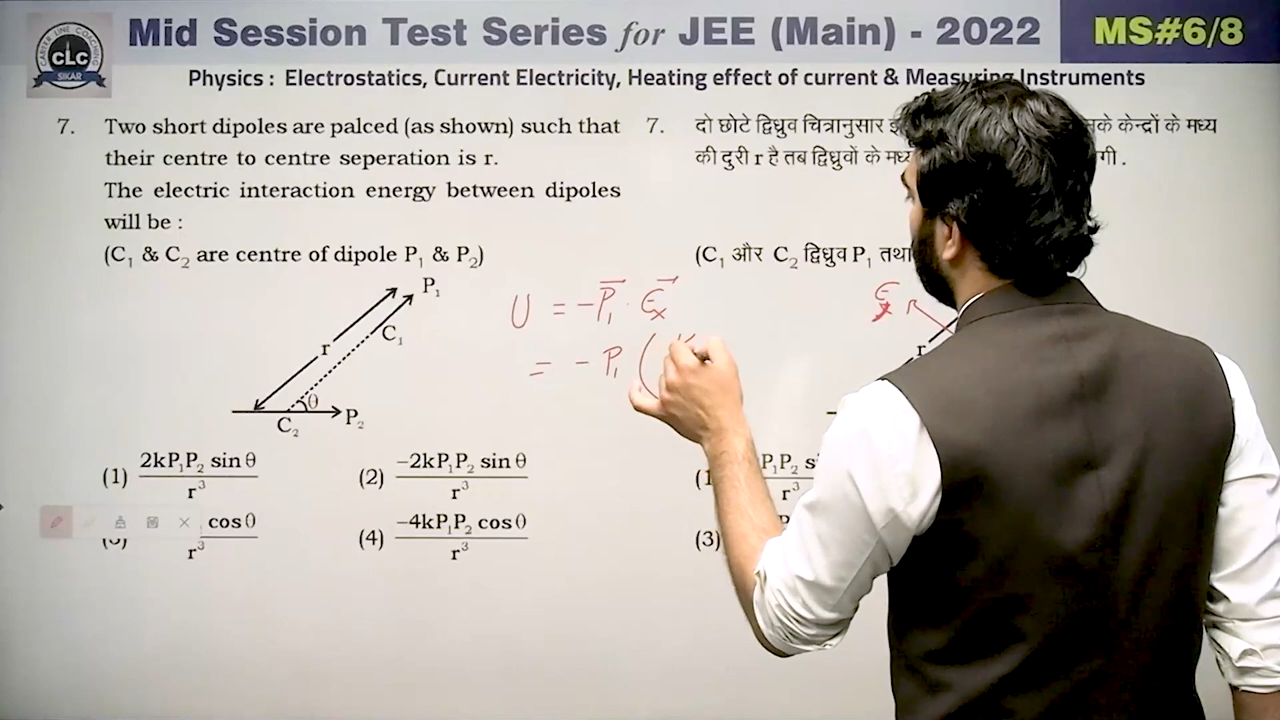 Mid Session Test Series for JEE (Main) - 2022
MS#6/8
CLC
SIKAR
Physics : Electrostatics, Current Electricity, Heating effect of current & Measuring Instruments
7. Two short dipoles are palced (as shown) such that
their centre to centre seperation is r.
The electric interaction energy between dipoles
will be :
(C₁ & C₂ are centre of dipole P₁ & P₂)
P₁
C₁
r
θ
C₂
P₂
(1) 2kP₁P₂ sin θ / r³
(2) -2kP₁P₂ sin θ / r³
cos θ / r³
(4) -4kP₁P₂ cos θ / r³
U = -P⃗₁ · E⃗ₓ
= - P₁ (
7. दो छोटे द्विध्रुव चित्रानुसार
के केन्द्रों के मध्य
की दूरी r है तब द्विध्रुवों के मध्य
(C₁ और C₂ द्विध्रुव P₁ तथा
r
(3)